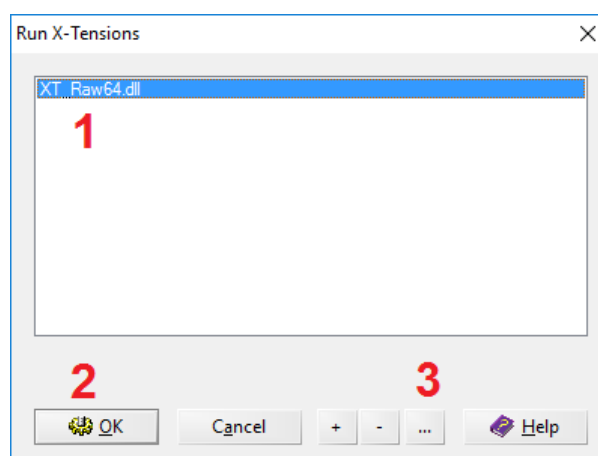 Run X-Tensions
XT_Raw64.dll
1
2
3
OK Cancel + - ... Help